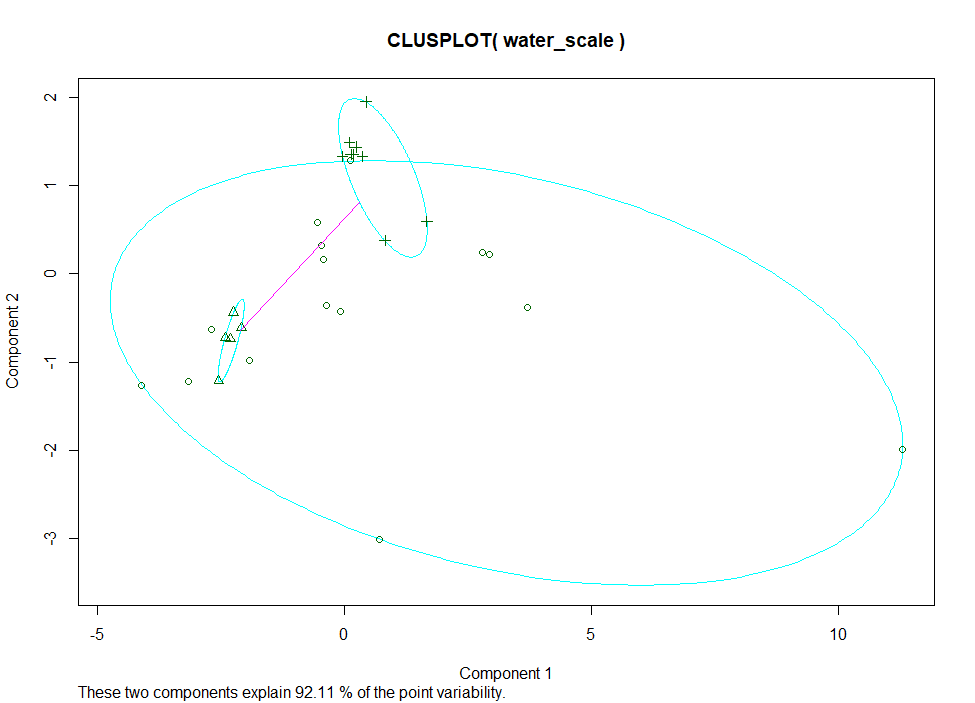 CLUSPLOT( water_scale )
Component 2
2
1
0
-1
-2
-3
-5 0 5 10
Component 1
These two components explain 92.11 % of the point variability.